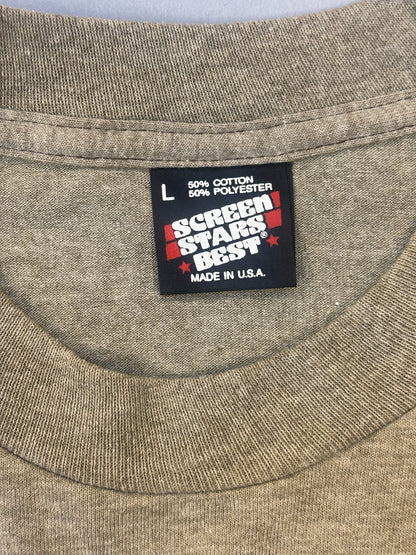 L 50% COTTON
50% POLYESTER
SCREEN
STARS
BEST®
MADE IN U.S.A.